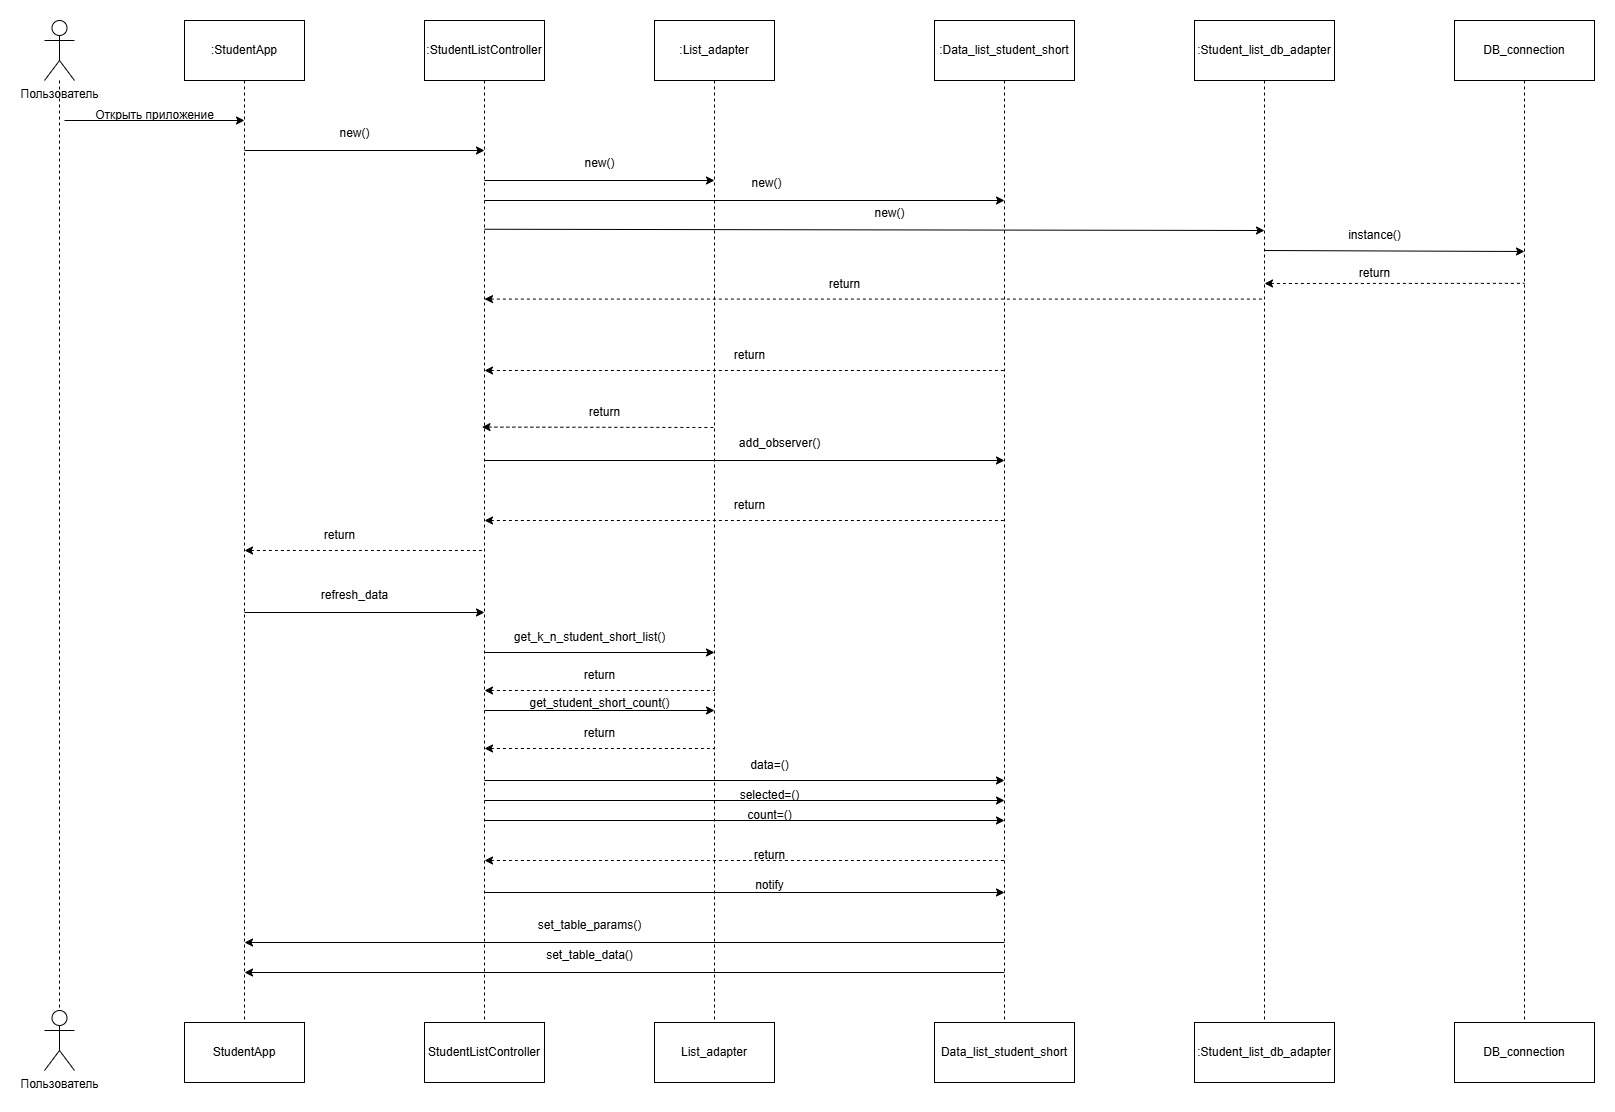 :StudentApp
:StudentListController
:List_adapter
:Data_list_student_short
:Student_list_db_adapter
DB_connection
Пользователь
Открыть приложение
new()
new()
new()
new()
instance()
return
return
return
return
add_observer()
return
return
refresh_data
get_k_n_student_short_list()
return
get_student_short_count()
return
data=()
selected=()
count=()
return
notify
set_table_params()
set_table_data()
StudentApp
StudentListController
List_adapter
Data_list_student_short
:Student_list_db_adapter
DB_connection
Пользователь